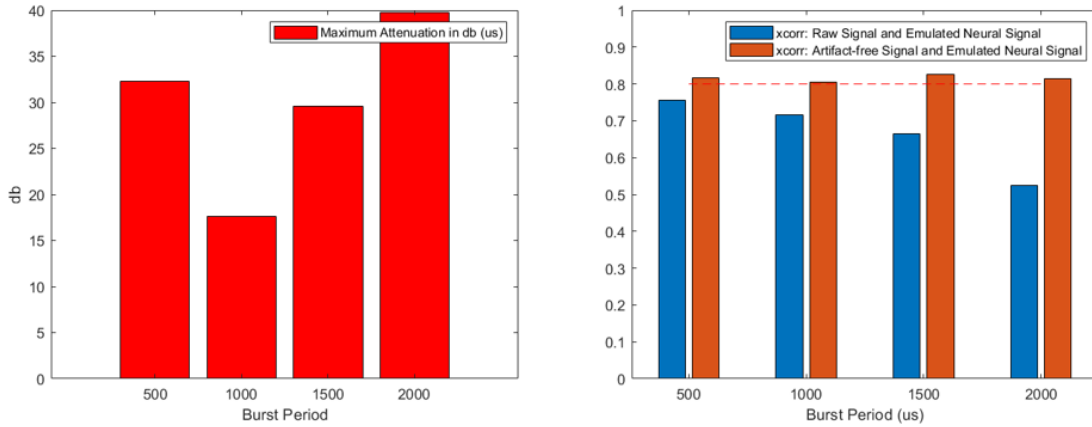 Maximum Attenuation in db (us)
40
35
30
25
20
15
10
5
0
db
500 1000 1500 2000
Burst Period
xcorr: Raw Signal and Emulated Neural Signal
xcorr: Artifact-free Signal and Emulated Neural Signal
1
0.9
0.8
0.7
0.6
0.5
0.4
0.3
0.2
0.1
0
500 1000 1500 2000
Burst Period (us)